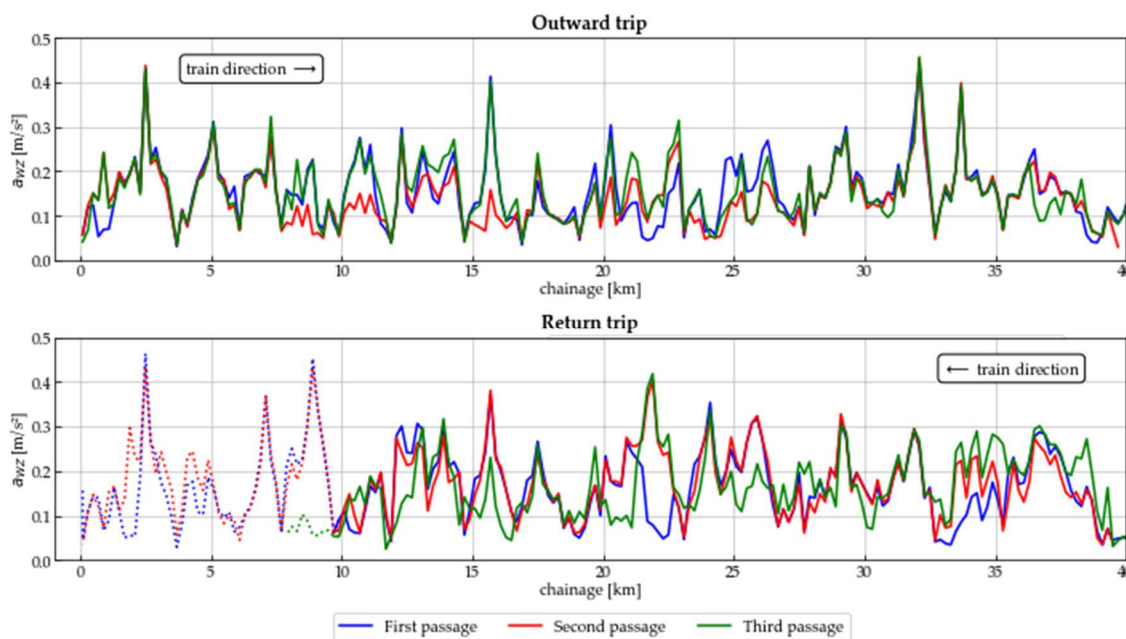 Outward trip
0.5
train direction →
0.4
0.3
0.2
0.1
0.0
a_wz [m/s²]
0 5 10 15 20 25 30 35 4
chainage [km]
Return trip
0.5
← train direction
0.4
0.3
0.2
0.1
0.0
a_wz [m/s²]
0 5 10 15 20 25 30 35 4
chainage [km]
First passage Second passage Third passage